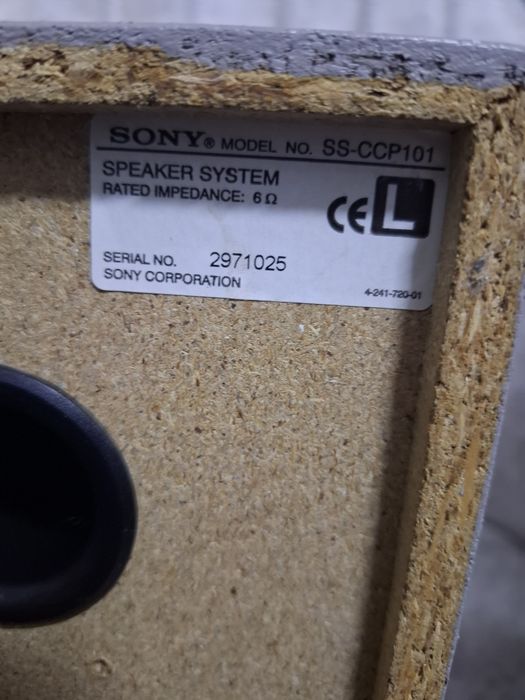 SONY® MODEL NO. SS-CCP101
SPEAKER SYSTEM
RATED IMPEDANCE: 6 Ω
CE L
SERIAL NO. 2971025
SONY CORPORATION
4-241-720-01